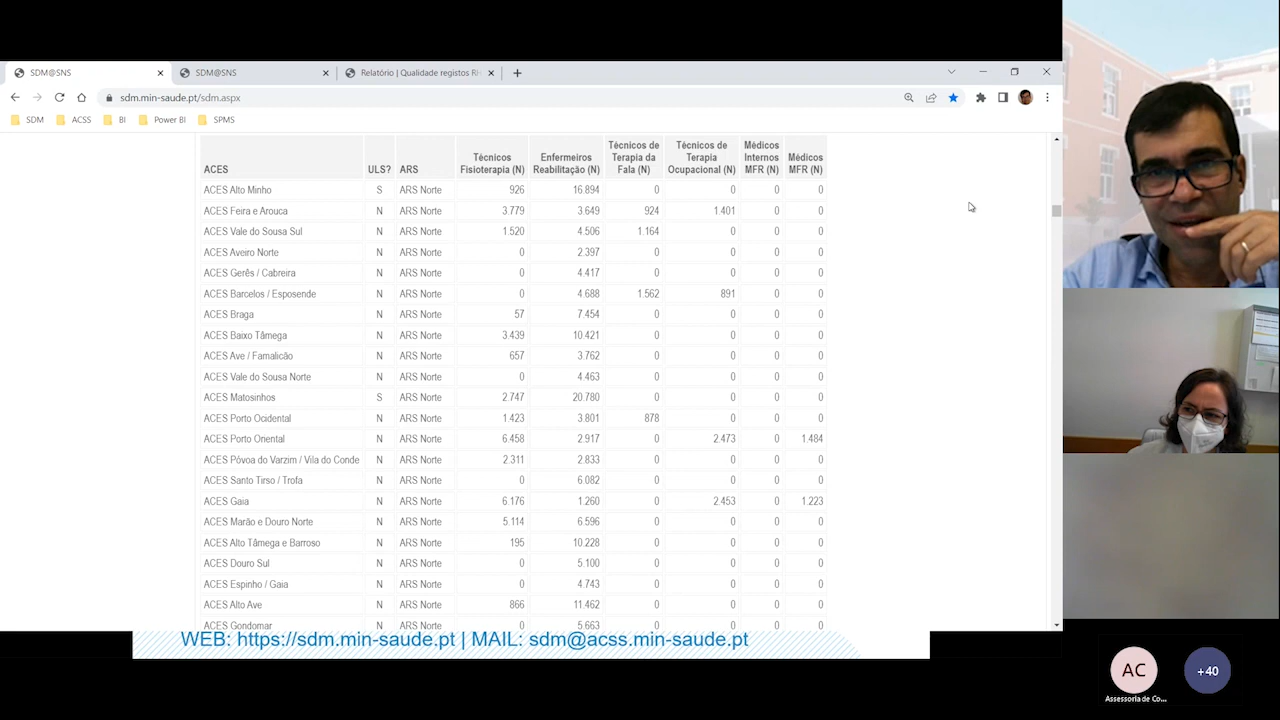 SDM@SNS
SDM@SNS
Relatório | Qualidade registos RH
sdm.min-saude.pt/sdm.aspx
SDM ACSS BI Power BI SPMS
ACES ULS? ARS Técnicos Fisioterapia (N) Enfermeiros Reabilitação (N) Técnicos de Terapia da Fala (N) Técnicos de Terapia Ocupacional (N) Médicos Internos MFR (N) Médicos MFR (N)
ACES Alto Minho S ARS Norte 926 16.894 0 0 0 0
ACES Feira e Arouca N ARS Norte 3.779 3.649 924 1.401 0 0
ACES Vale do Sousa Sul N ARS Norte 1.520 4.506 1.164 0 0 0
ACES Aveiro Norte N ARS Norte 0 2.397 0 0 0 0
ACES Gerês / Cabreira N ARS Norte 0 4.417 0 0 0 0
ACES Barcelos / Esposende N ARS Norte 0 4.688 1.562 891 0 0
ACES Braga N ARS Norte 57 7.454 0 0 0 0
ACES Baixo Tâmega N ARS Norte 3.439 10.421 0 0 0 0
ACES Ave / Famalicão N ARS Norte 657 3.762 0 0 0 0
ACES Vale do Sousa Norte N ARS Norte 0 4.463 0 0 0 0
ACES Matosinhos S ARS Norte 2.747 20.780 0 0 0 0
ACES Porto Ocidental N ARS Norte 1.423 3.801 878 0 0 0
ACES Porto Oriental N ARS Norte 6.458 2.917 0 2.473 0 1.484
ACES Póvoa do Varzim / Vila do Conde N ARS Norte 2.311 2.833 0 0 0 0
ACES Santo Tirso / Trofa N ARS Norte 0 6.082 0 0 0 0
ACES Gaia N ARS Norte 6.176 1.260 0 2.453 0 1.223
ACES Marão e Douro Norte N ARS Norte 5.114 6.596 0 0 0 0
ACES Alto Tâmega e Barroso N ARS Norte 195 10.228 0 0 0 0
ACES Douro Sul N ARS Norte 0 5.100 0 0 0 0
ACES Espinho / Gaia N ARS Norte 0 4.743 0 0 0 0
ACES Alto Ave N ARS Norte 866 11.462 0 0 0 0
ACES Gondomar N ARS Norte 0 5.663 0 0 0 0
WEB: https://sdm.min-saude.pt | MAIL: sdm@acss.min-saude.pt
AC
+40
Assessoria de Co...